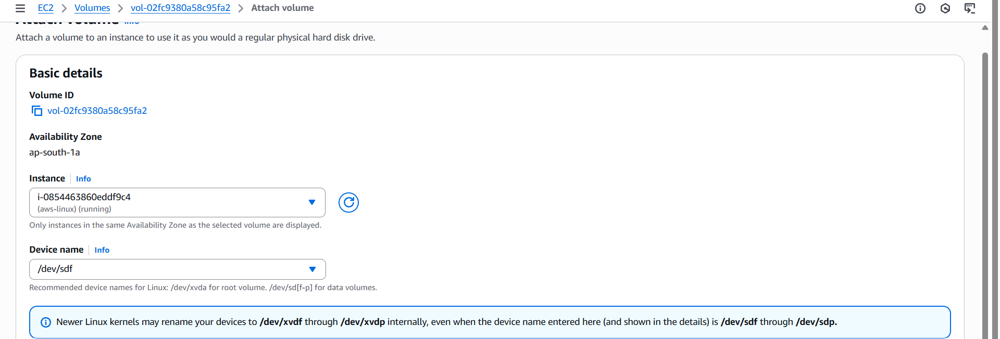 EC2 > Volumes > vol-02fc9380a58c95fa2 > Attach volume
Attach volume Info
Attach a volume to an instance to use it as you would a regular physical hard disk drive.
Basic details
Volume ID
vol-02fc9380a58c95fa2
Availability Zone
ap-south-1a
Instance | Info
i-0854463860eddf9c4
(aws-linux) (running)
Only instances in the same Availability Zone as the selected volume are displayed.
Device name | Info
/dev/sdf
Recommended device names for Linux: /dev/xvda for root volume. /dev/sd[f-p] for data volumes.
Newer Linux kernels may rename your devices to /dev/xvdf through /dev/xvdp internally, even when the device name entered here (and shown in the details) is /dev/sdf through /dev/sdp.